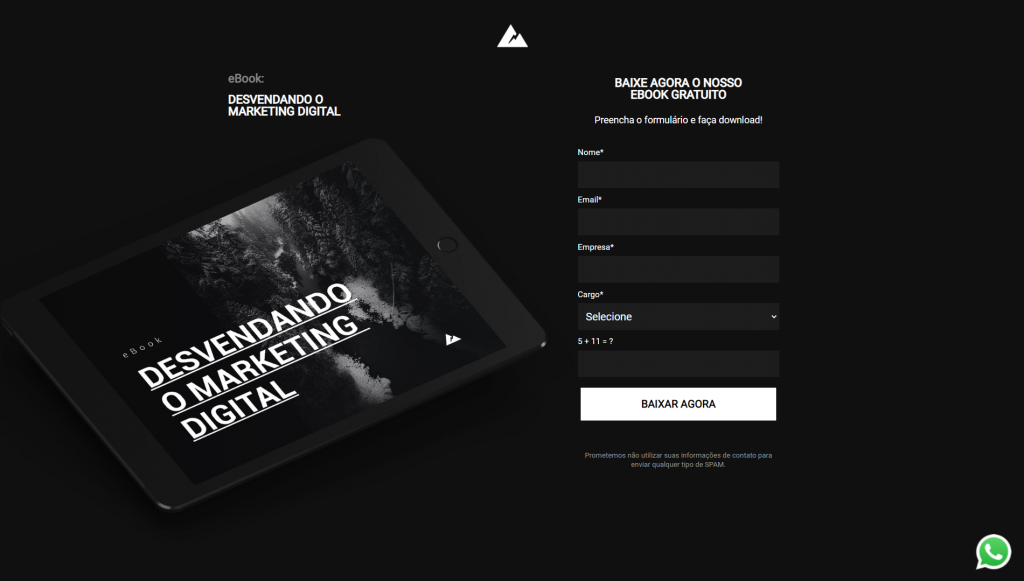 eBook:
DESVENDANDO O
MARKETING DIGITAL
eBook
DESVENDANDO
O MARKETING
DIGITAL
BAIXE AGORA O NOSSO
EBOOK GRATUITO
Preencha o formulário e faça download!
Nome*
Email*
Empresa*
Cargo*
Selecione
5 + 11 = ?
BAIXAR AGORA
Prometemos não utilizar suas informações de contato para
enviar qualquer tipo de SPAM.